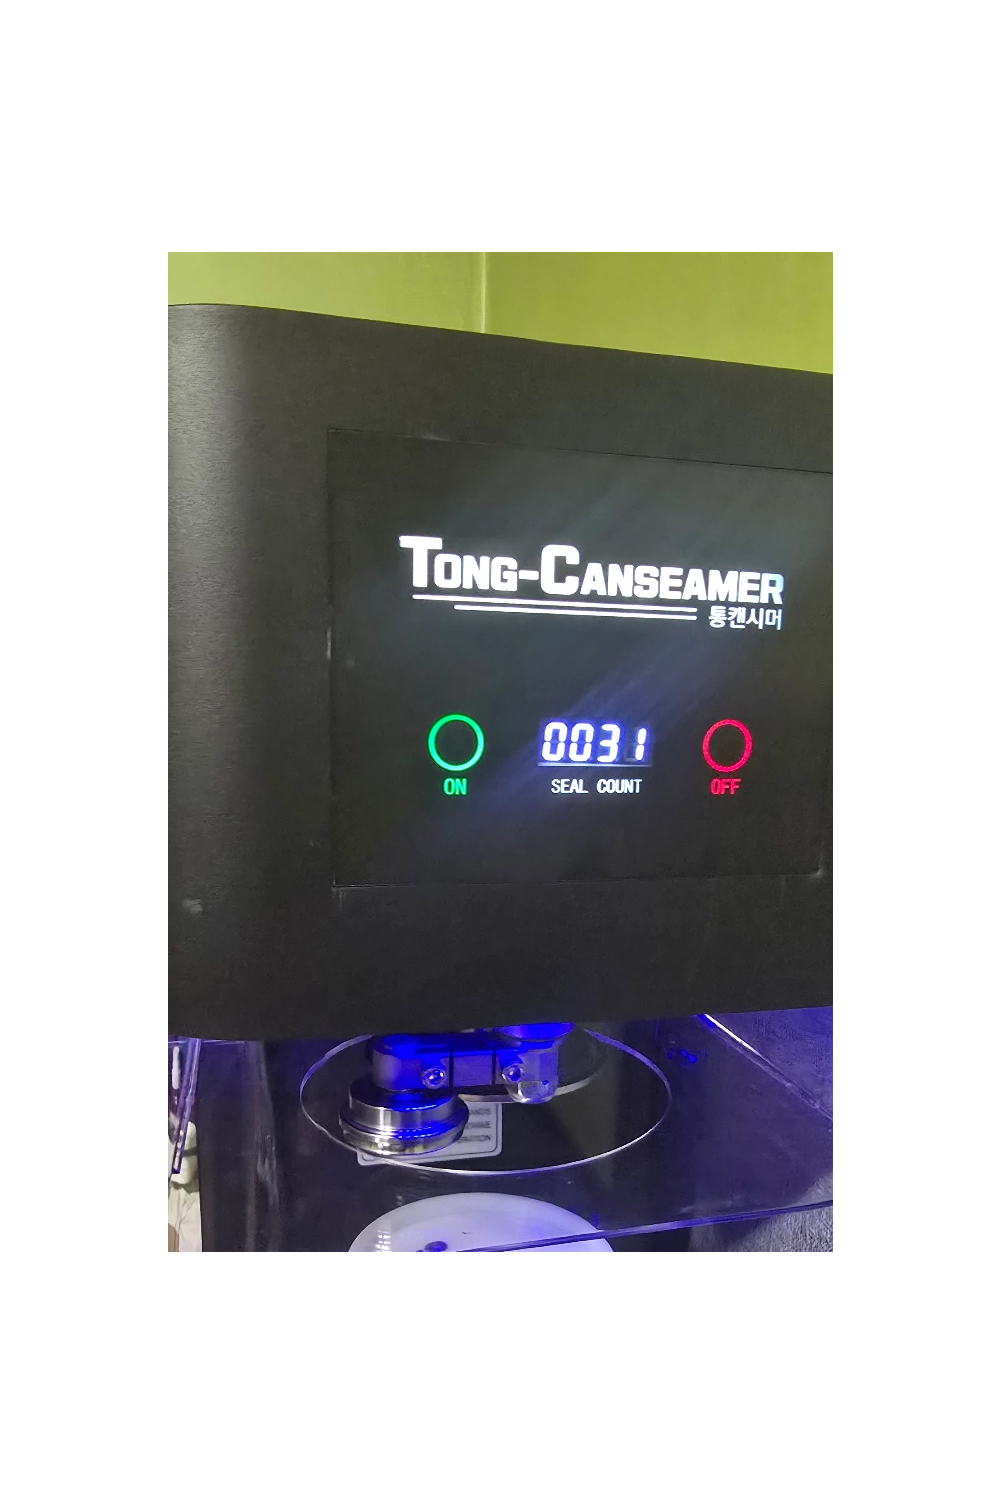 TONG-CANSEAMER
통캔시머
0031
ON
SEAL COUNT
OFF